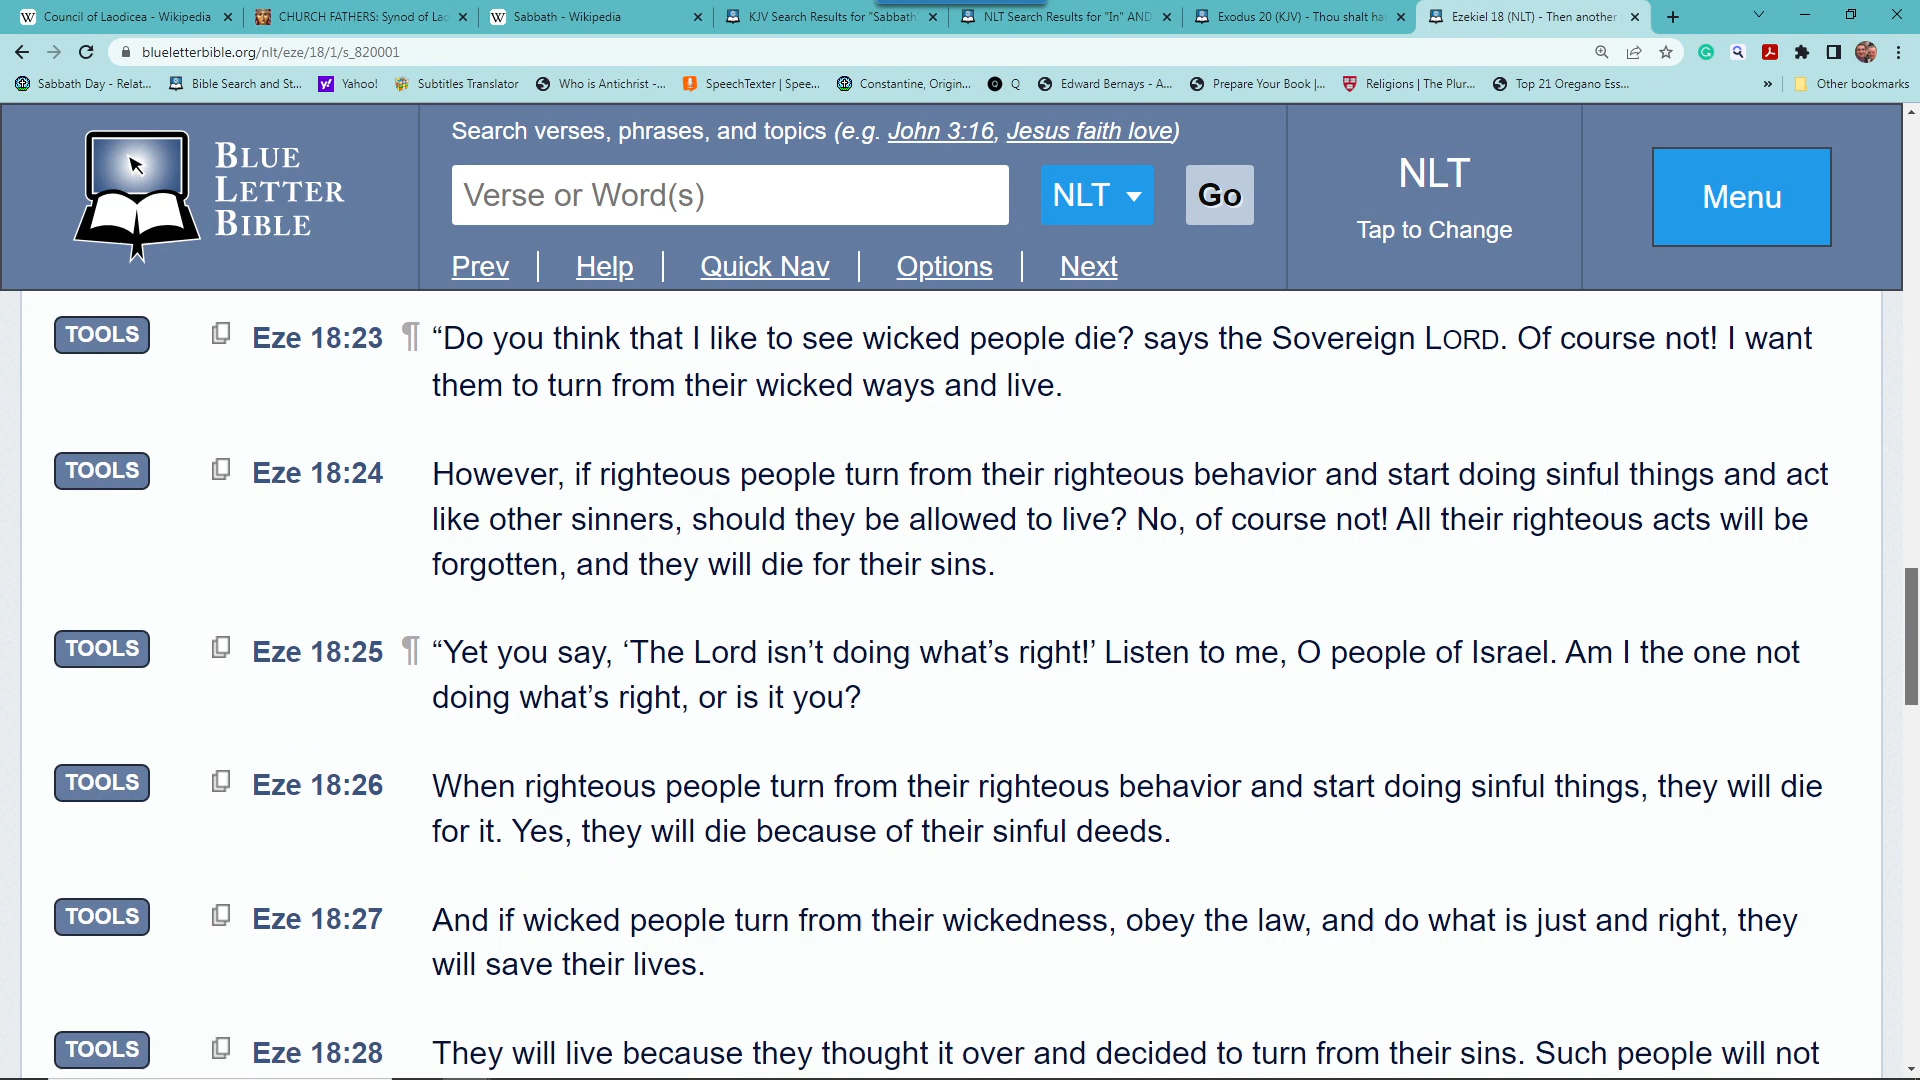 Council of Laodicea - Wikipedia
CHURCH FATHERS: Synod of Lao
Sabbath - Wikipedia
KJV Search Results for "Sabbath"
NLT Search Results for "In" AND
Exodus 20 (KJV) - Thou shalt ha
Ezekiel 18 (NLT) - Then another
blueletterbible.org/nlt/eze/18/1/s_820001
Sabbath Day - Relat...
Bible Search and St...
Yahoo!
Subtitles Translator
Who is Antichrist -...
SpeechTexter | Spee...
Constantine, Origin...
Q
Edward Bernays - A...
Prepare Your Book |...
Religions | The Plur...
Top 21 Oregano Ess...
»
Other bookmarks
BLUE
LETTER
BIBLE
Search verses, phrases, and topics (e.g. John 3:16, Jesus faith love)
Verse or Word(s)
NLT
Go
Prev | Help | Quick Nav | Options | Next
NLT
Tap to Change
Menu
TOOLS Eze 18:23 ¶ “Do you think that I like to see wicked people die? says the Sovereign LORD. Of course not! I want
them to turn from their wicked ways and live.
TOOLS Eze 18:24 However, if righteous people turn from their righteous behavior and start doing sinful things and act
like other sinners, should they be allowed to live? No, of course not! All their righteous acts will be
forgotten, and they will die for their sins.
TOOLS Eze 18:25 ¶ “Yet you say, ‘The Lord isn’t doing what’s right!’ Listen to me, O people of Israel. Am I the one not
doing what’s right, or is it you?
TOOLS Eze 18:26 When righteous people turn from their righteous behavior and start doing sinful things, they will die
for it. Yes, they will die because of their sinful deeds.
TOOLS Eze 18:27 And if wicked people turn from their wickedness, obey the law, and do what is just and right, they
will save their lives.
TOOLS Eze 18:28 They will live because they thought it over and decided to turn from their sins. Such people will not